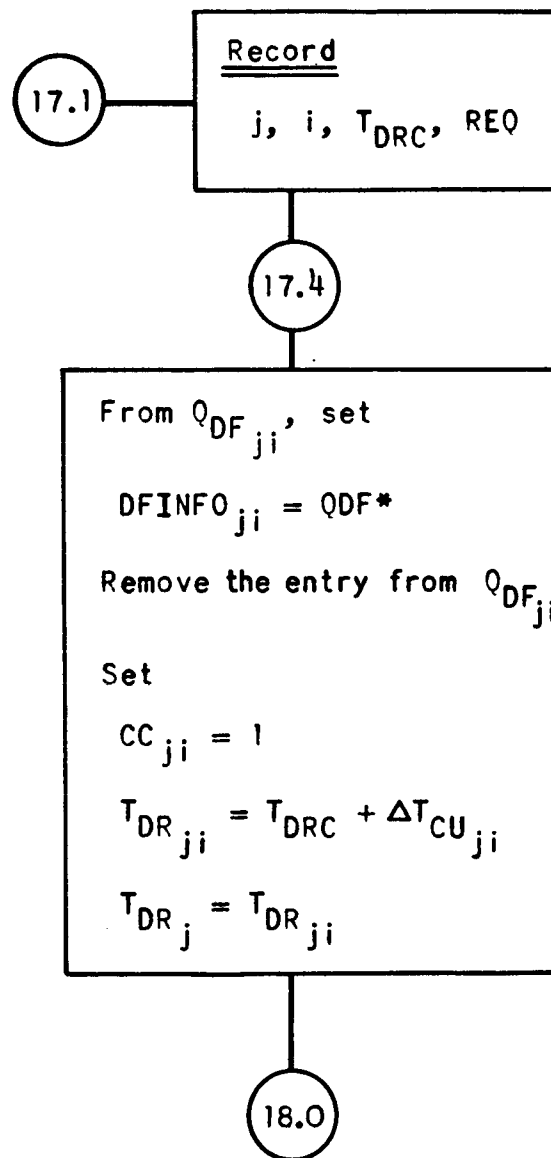 Record
17.1
j, i, T_DRC, REQ
17.4
From Q_DF_ji, set
DFINFO_ji = QDF*
Remove the entry from Q_DF_ji
Set
CC_ji = 1
T_DR_ji = T_DRC + ΔT_CU_ji
T_DR_j = T_DR_ji
18.0